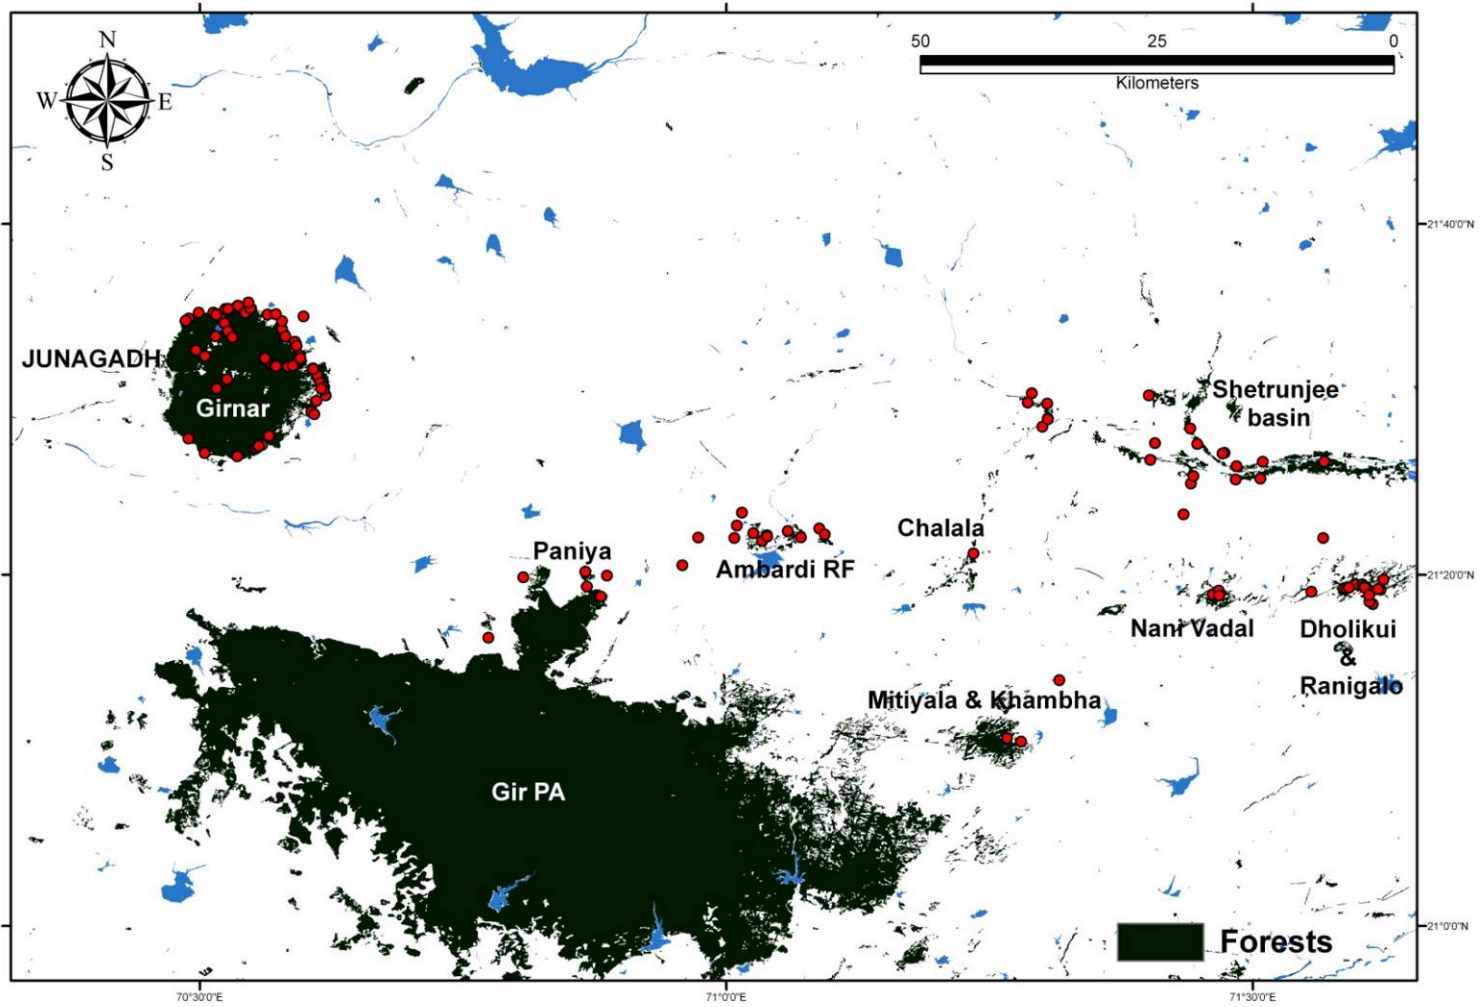 N
W E
S
50 25 0
Kilometers
21°40'0"N
JUNAGADH
Girnar
Shetrunjee
basin
Chalala
Paniya
Ambardi RF
21°20'0"N
Nani Vadal
Dholikui
&
Ranigalo
Mitiyala & Khambha
Gir PA
Forests
21°0'0"N
70°30'0"E 71°0'0"E 71°30'0"E